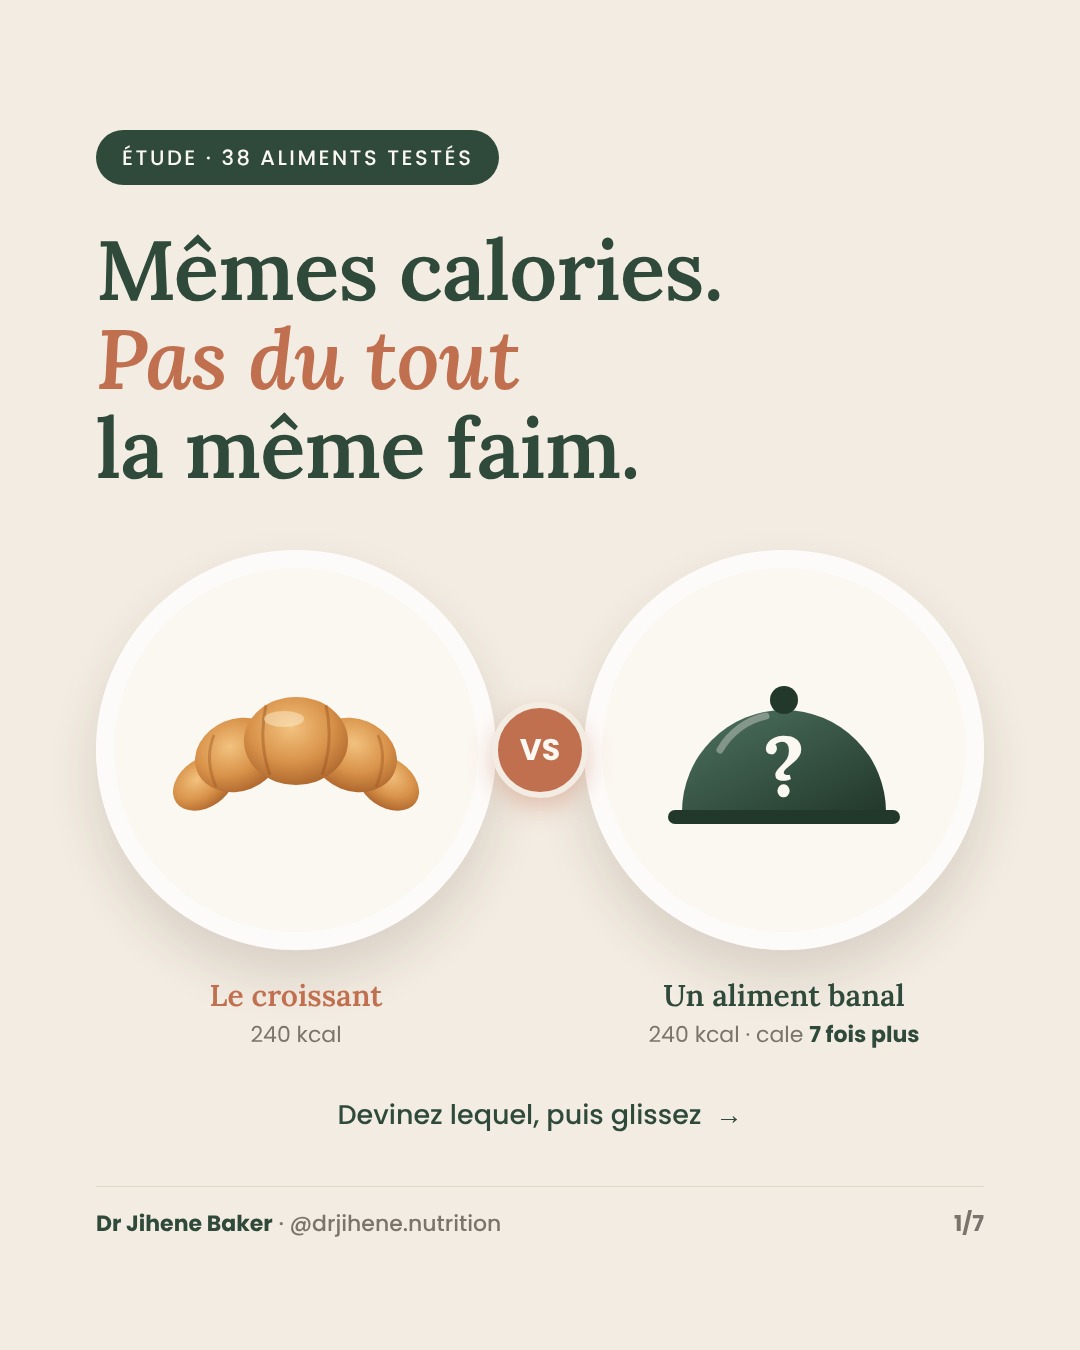 ÉTUDE · 38 ALIMENTS TESTÉS
Mêmes calories.
Pas du tout
la même faim.
VS
?
Le croissant
240 kcal
Un aliment banal
240 kcal · cale 7 fois plus
Devinez lequel, puis glissez →
Dr Jihene Baker · @drjihene.nutrition
1/7